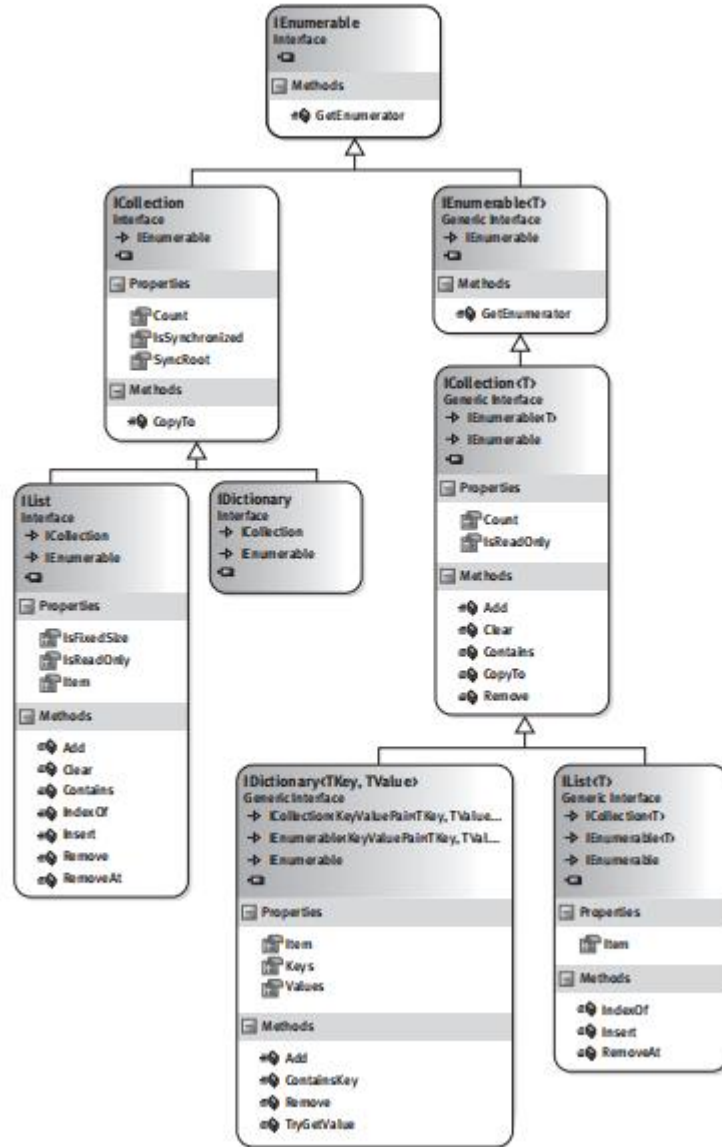 IEnumerable
Interface
Methods
GetEnumerator
ICollection
Interface
IEnumerable
Properties
Count
IsSynchronized
SyncRoot
Methods
CopyTo
IEnumerable<T>
Generic Interface
IEnumerable
Methods
GetEnumerator
ICollection<T>
Generic Interface
IEnumerable<T>
IEnumerable
Properties
Count
IsReadOnly
Methods
Add
Clear
Contains
CopyTo
Remove
IList
Interface
ICollection
IEnumerable
Properties
IsFixedSize
IsReadOnly
Item
Methods
Add
Clear
Contains
IndexOf
Insert
Remove
RemoveAt
IDictionary
Interface
ICollection
IEnumerable
IDictionary<TKey, TValue>
Generic Interface
ICollection<KeyValuePair<TKey, TValue...
IEnumerable<KeyValuePair<TKey, TVal...
IEnumerable
Properties
Item
Keys
Values
Methods
Add
ContainsKey
Remove
TryGetValue
IList<T>
Generic Interface
ICollection<T>
IEnumerable<T>
IEnumerable
Properties
Item
Methods
IndexOf
Insert
RemoveAt